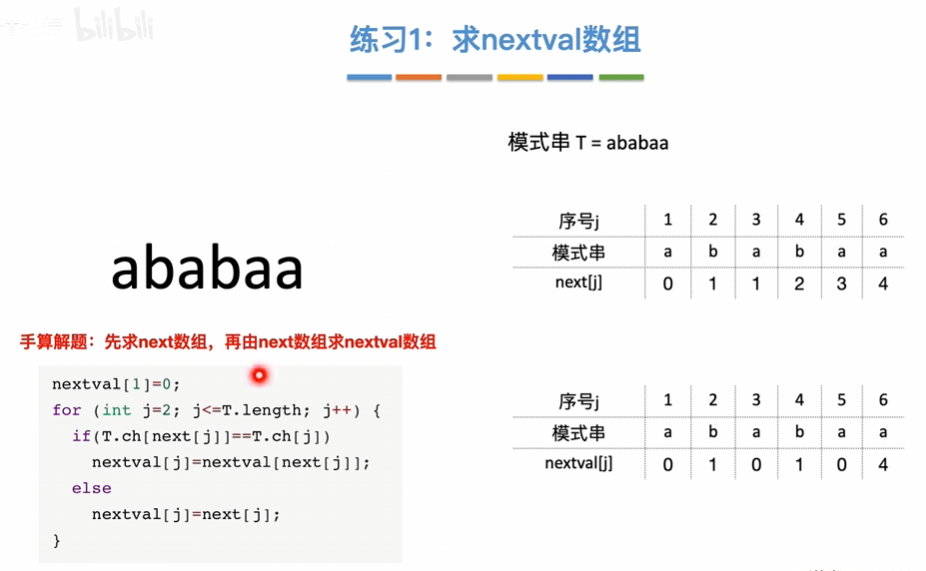 bilibili
练习1：求nextval数组
模式串 T = ababaa
序号j 1 2 3 4 5 6
模式串 a b a b a a
next[j] 0 1 1 2 3 4
ababaa
手算解题：先求next数组，再由next数组求nextval数组
nextval[1]=0;
for (int j=2; j<=T.length; j++) {
if(T.ch[next[j]]==T.ch[j])
nextval[j]=nextval[next[j]];
else
nextval[j]=next[j];
}
序号j 1 2 3 4 5 6
模式串 a b a b a a
nextval[j] 0 1 0 1 0 4